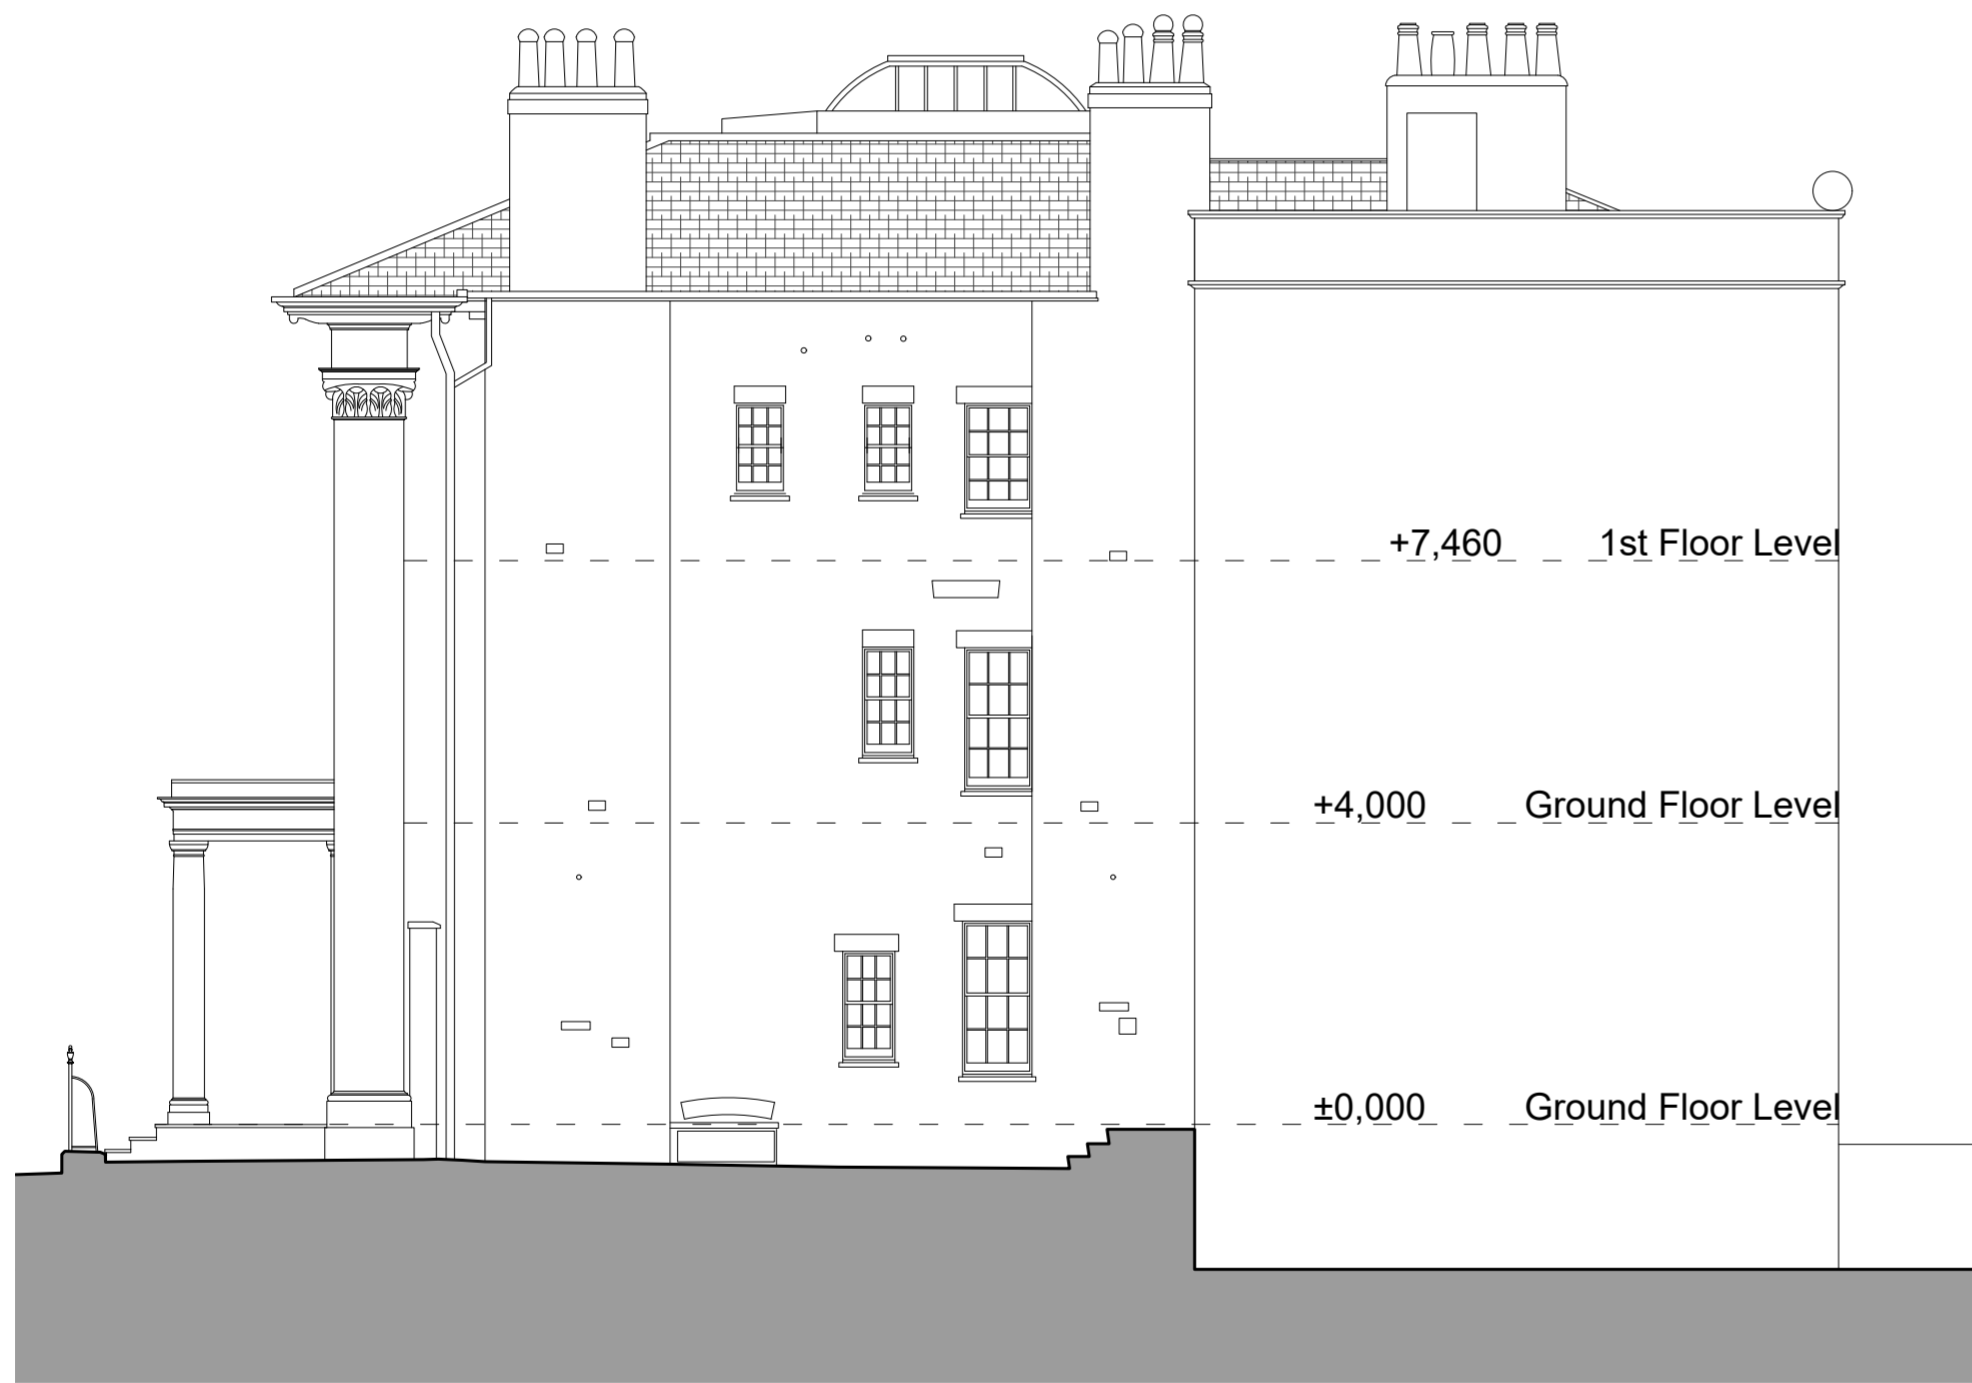 +7,460 1st Floor Level
+4,000 Ground Floor Level
±0,000 Ground Floor Level